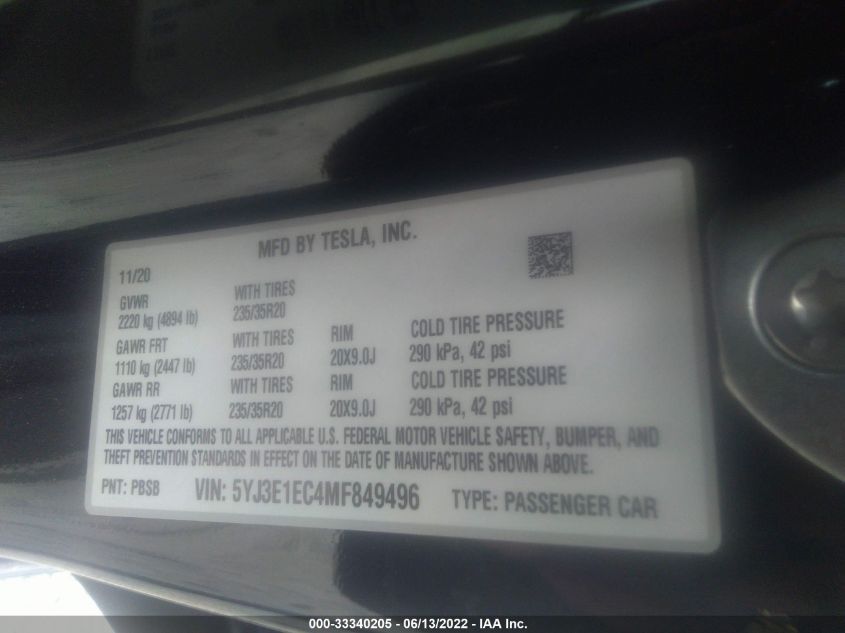 MFD BY TESLA, INC.
11/20
GVWR WITH TIRES
2220 kg (4894 lb) 235/35R20
GAWR FRT WITH TIRES RIM COLD TIRE PRESSURE
1110 kg (2447 lb) 235/35R20 20X9.0J 290 kPa, 42 psi
GAWR RR WITH TIRES RIM COLD TIRE PRESSURE
1257 kg (2771 lb) 235/35R20 20X9.0J 290 kPa, 42 psi
THIS VEHICLE CONFORMS TO ALL APPLICABLE U.S. FEDERAL MOTOR VEHICLE SAFETY, BUMPER, AND
THEFT PREVENTION STANDARDS IN EFFECT ON THE DATE OF MANUFACTURE SHOWN ABOVE.
PNT: PBSB VIN: 5YJ3E1EC4MF849496 TYPE: PASSENGER CAR
000-33340205 - 06/13/2022 - IAA Inc.